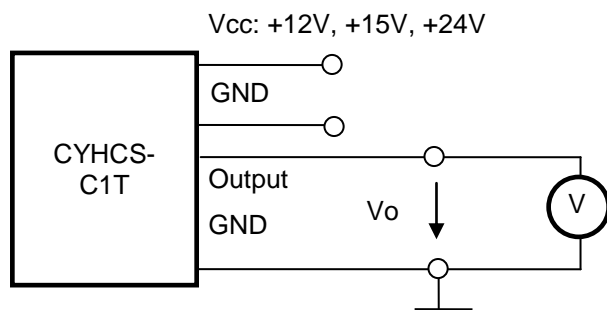 Vcc: +12V, +15V, +24V
GND
CYHCS-
C1T
Output
Vo
V
GND